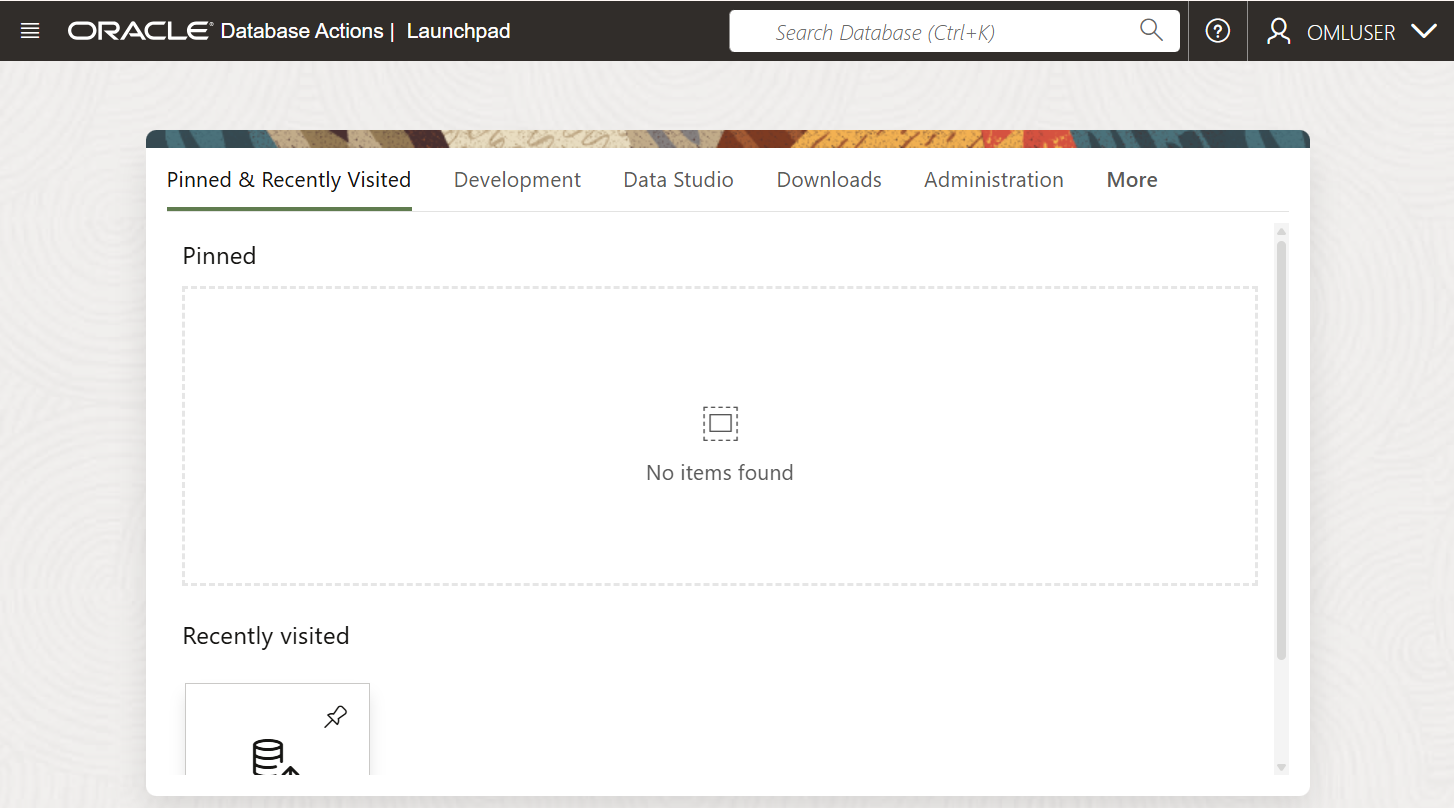 ORACLE® Database Actions | Launchpad
Search Database (Ctrl+K)
OMLUSER
Pinned & Recently Visited
Development
Data Studio
Downloads
Administration
More
Pinned
No items found
Recently visited